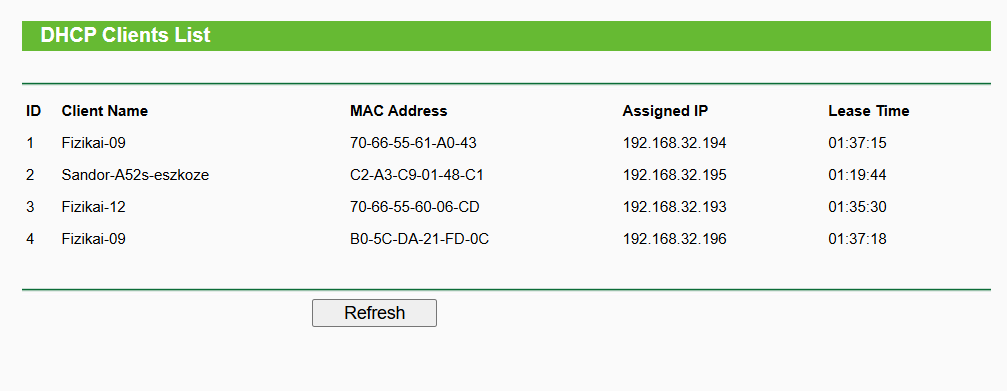 DHCP Clients List
ID Client Name MAC Address Assigned IP Lease Time
1 Fizikai-09 70-66-55-61-A0-43 192.168.32.194 01:37:15
2 Sandor-A52s-eszkoze C2-A3-C9-01-48-C1 192.168.32.195 01:19:44
3 Fizikai-12 70-66-55-60-06-CD 192.168.32.193 01:35:30
4 Fizikai-09 B0-5C-DA-21-FD-0C 192.168.32.196 01:37:18
Refresh